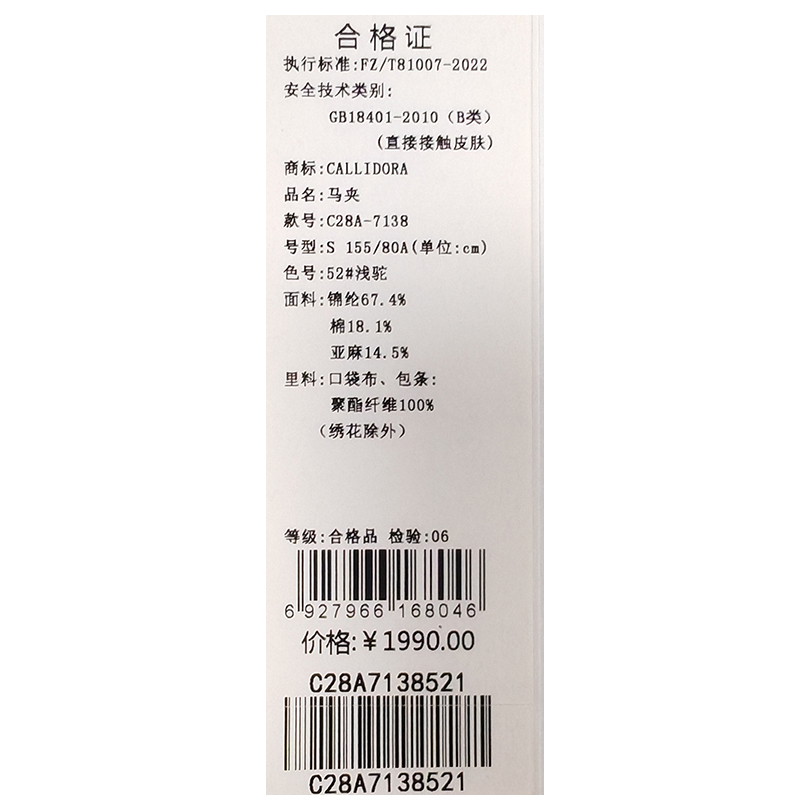 合格证
执行标准:FZ/T81007-2022
安全技术类别:
GB18401-2010（B类）
(直接接触皮肤)
商标:CALLIDORA
品名:马夹
款号:C28A-7138
号型:S 155/80A(单位:cm)
色号:52#浅驼
面料:锦纶67.4%
棉18.1%
亚麻14.5%
里料:口袋布、包条:
聚酯纤维100%
（绣花除外）
等级:合格品 检验:06
6 927966 168046
价格:￥1990.00
C28A7138521
C28A7138521